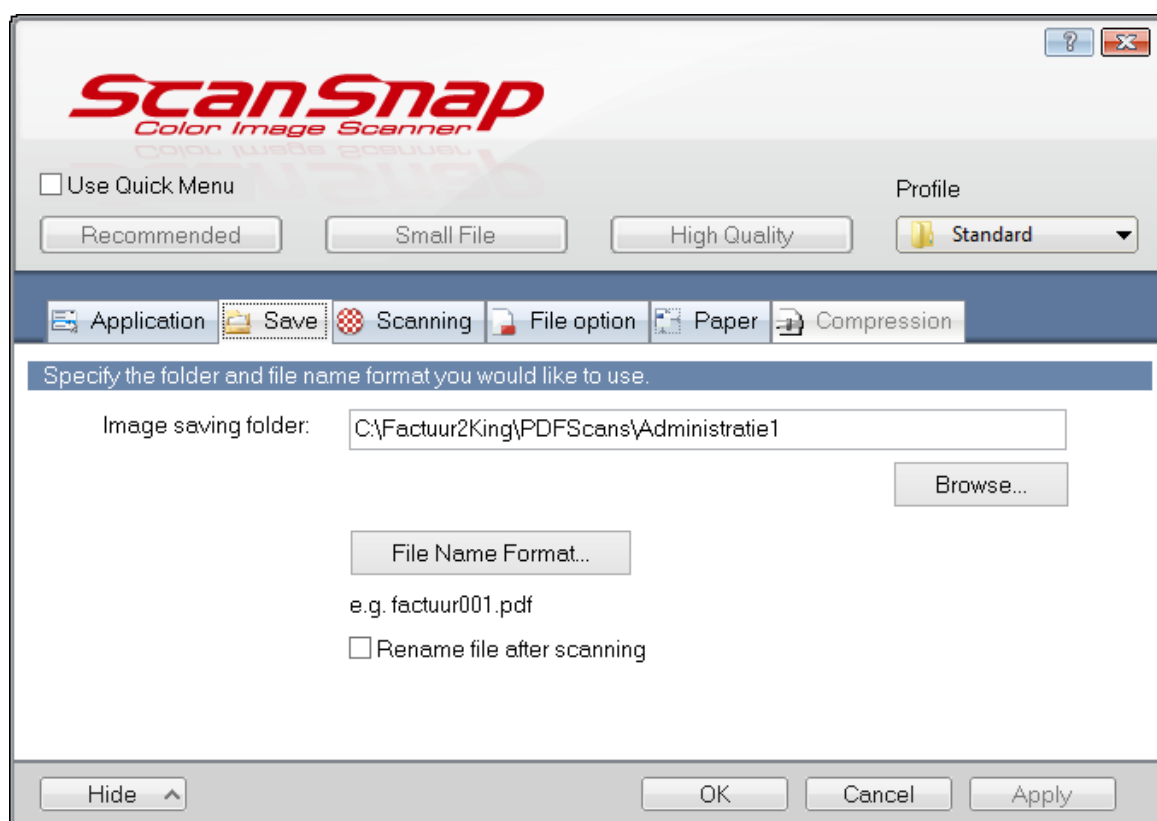 ScanSnap
Color Image Scanner
Use Quick Menu
Profile
Recommended Small File High Quality Standard
Application Save Scanning File option Paper Compression
Specify the folder and file name format you would like to use.
Image saving folder: C:\Factuur2King\PDFScans\Administratie1
Browse...
File Name Format...
e.g. factuur001.pdf
Rename file after scanning
Hide OK Cancel Apply